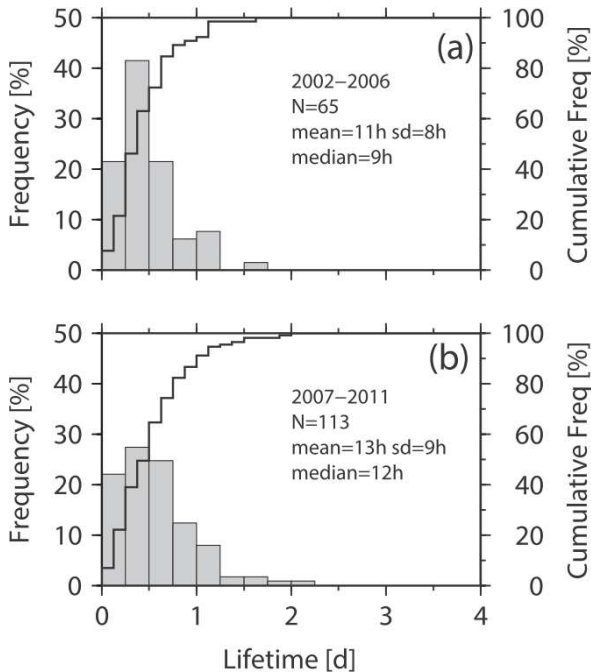 50
40
30
20
10
0
Frequency [%]
100
80
60
40
20
0
Cumulative Freq [%]
(a)
2002–2006
N=65
mean=11h sd=8h
median=9h
50
40
30
20
10
0
Frequency [%]
100
80
60
40
20
0
Cumulative Freq [%]
(b)
2007–2011
N=113
mean=13h sd=9h
median=12h
0 1 2 3 4
Lifetime [d]